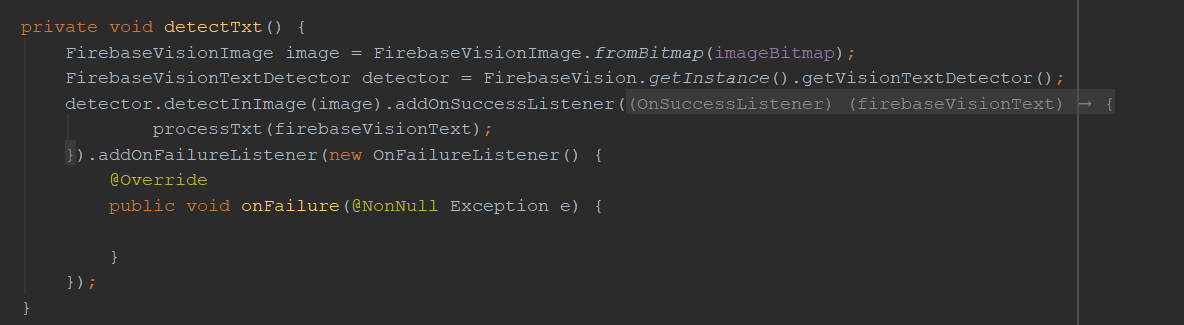 private void detectTxt() {
    FirebaseVisionImage image = FirebaseVisionImage.fromBitmap(imageBitmap);
    FirebaseVisionTextDetector detector = FirebaseVision.getInstance().getVisionTextDetector();
    detector.detectInImage(image).addOnSuccessListener((OnSuccessListener) (firebaseVisionText) → {
            processTxt(firebaseVisionText);
    }).addOnFailureListener(new OnFailureListener() {
        @Override
        public void onFailure(@NonNull Exception e) {

        }
    });
}